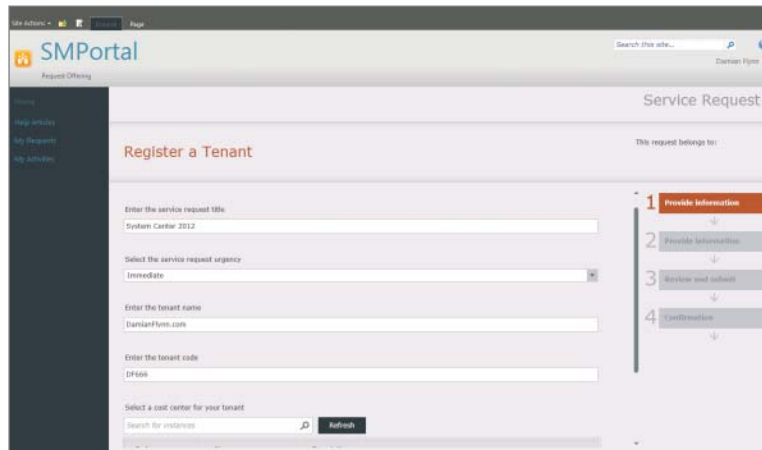 Site Actions
Browse
Page
SMPortal
Request Offering
Search this site...
Damian Flynn
Home
Help Articles
My Requests
My Activities
Service Request
Register a Tenant
This request belongs to:
Enter the service request title
System Center 2012
Select the service request urgency
Immediate
Enter the tenant name
DamianFlynn.com
Enter the tenant code
DF666
Select a cost center for your tenant
Search for instances
Refresh
1 Provide information
2 Provide information
3 Review and submit
4 Confirmation